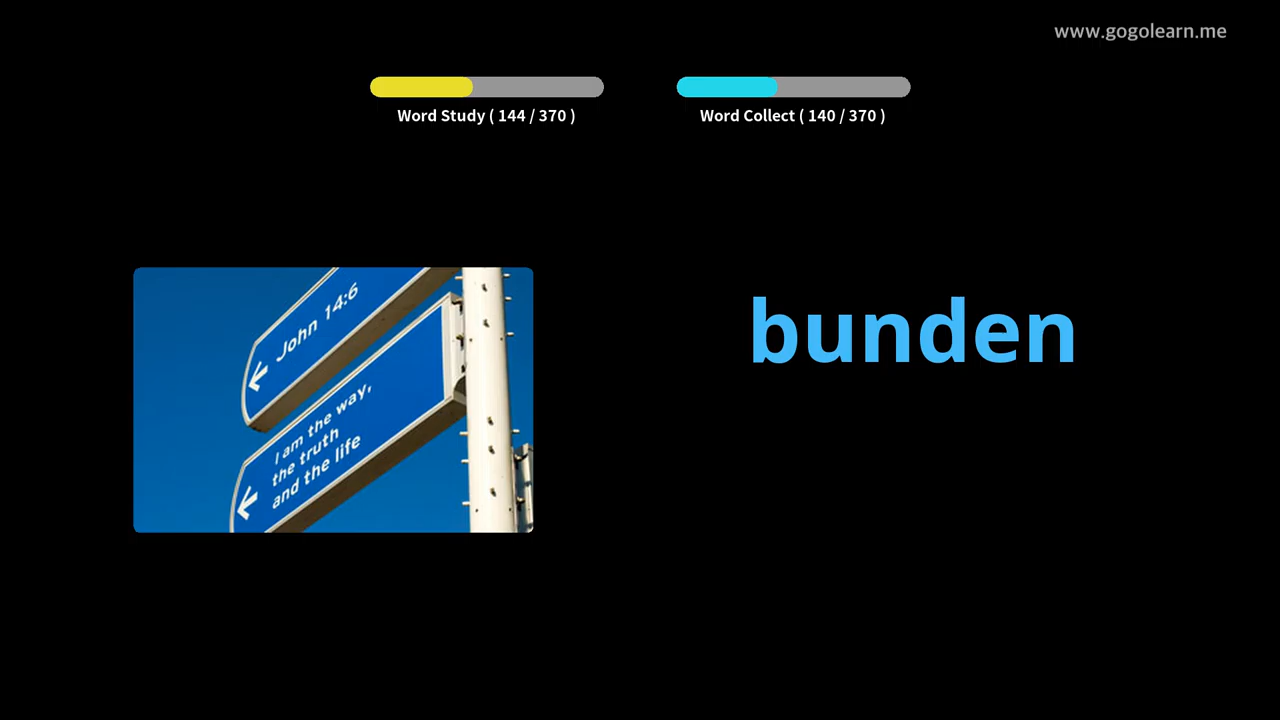 www.gogolearn.me
Word Study ( 144 / 370 )
Word Collect ( 140 / 370 )
John 14:6
I am the way,
the truth
and the life
bunden